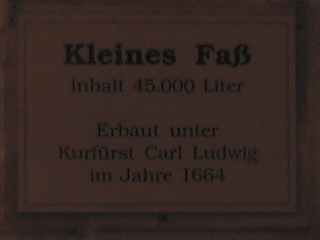 Kleines Faß
Inhalt 45.000 Liter
Erbaut unter
Kurfürst Carl Ludwig
im Jahre 1664